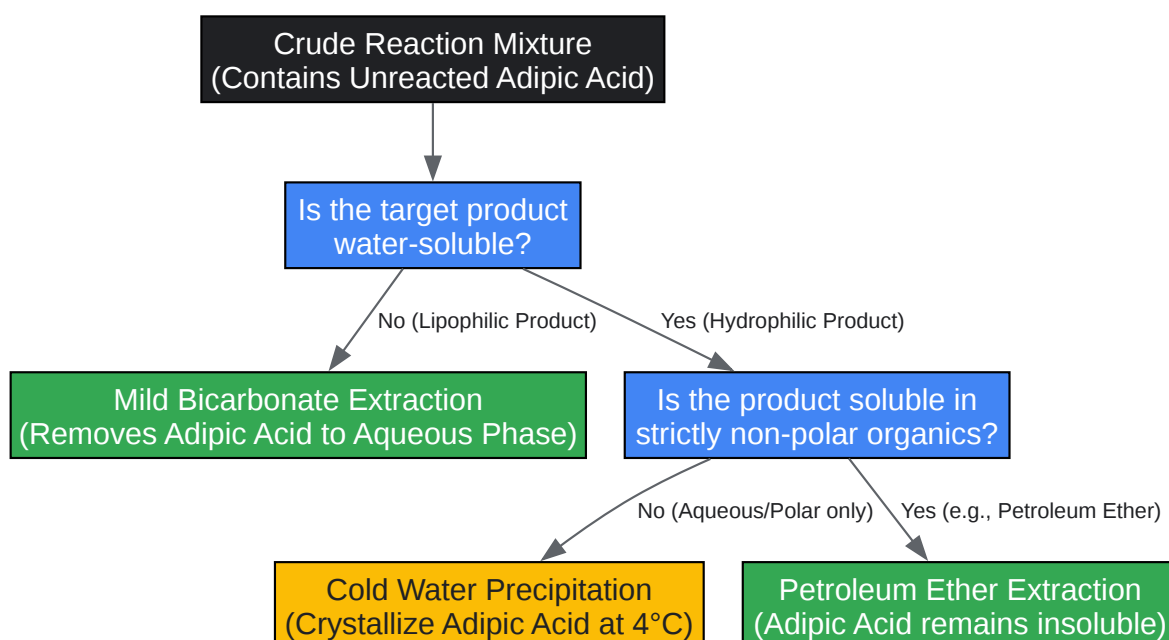 Crude Reaction Mixture
(Contains Unreacted Adipic Acid)
Is the target product
water-soluble?
No (Lipophilic Product)
Yes (Hydrophilic Product)
Mild Bicarbonate Extraction
(Removes Adipic Acid to Aqueous Phase)
Is the product soluble in
strictly non-polar organics?
No (Aqueous/Polar only)
Yes (e.g., Petroleum Ether)
Cold Water Precipitation
(Crystallize Adipic Acid at 4°C)
Petroleum Ether Extraction
(Adipic Acid remains insoluble)